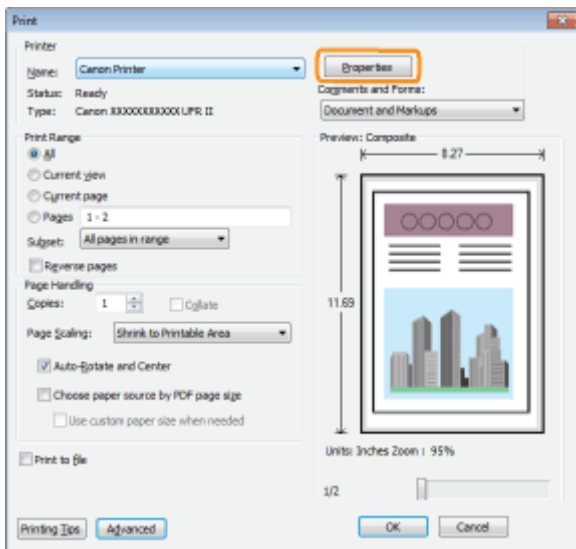 Print
Printer
Name: Canon Printer
Properties
Status: Ready
Comments and Forms:
Type: Canon XXXXXXXXXXX UFR II
Document and Markups
Print Range
All
Current view
Current page
Pages 1 - 2
Subset: All pages in range
Reverse pages
Page Handling
Copies: 1 Collate
Page Scaling: Shrink to Printable Area
Auto-Rotate and Center
Choose paper source by PDF page size
Use custom paper size when needed
Print to file
Preview: Composite
8.27
11.69
Units: Inches Zoom : 95%
1/2
Printing Tips Advanced OK Cancel